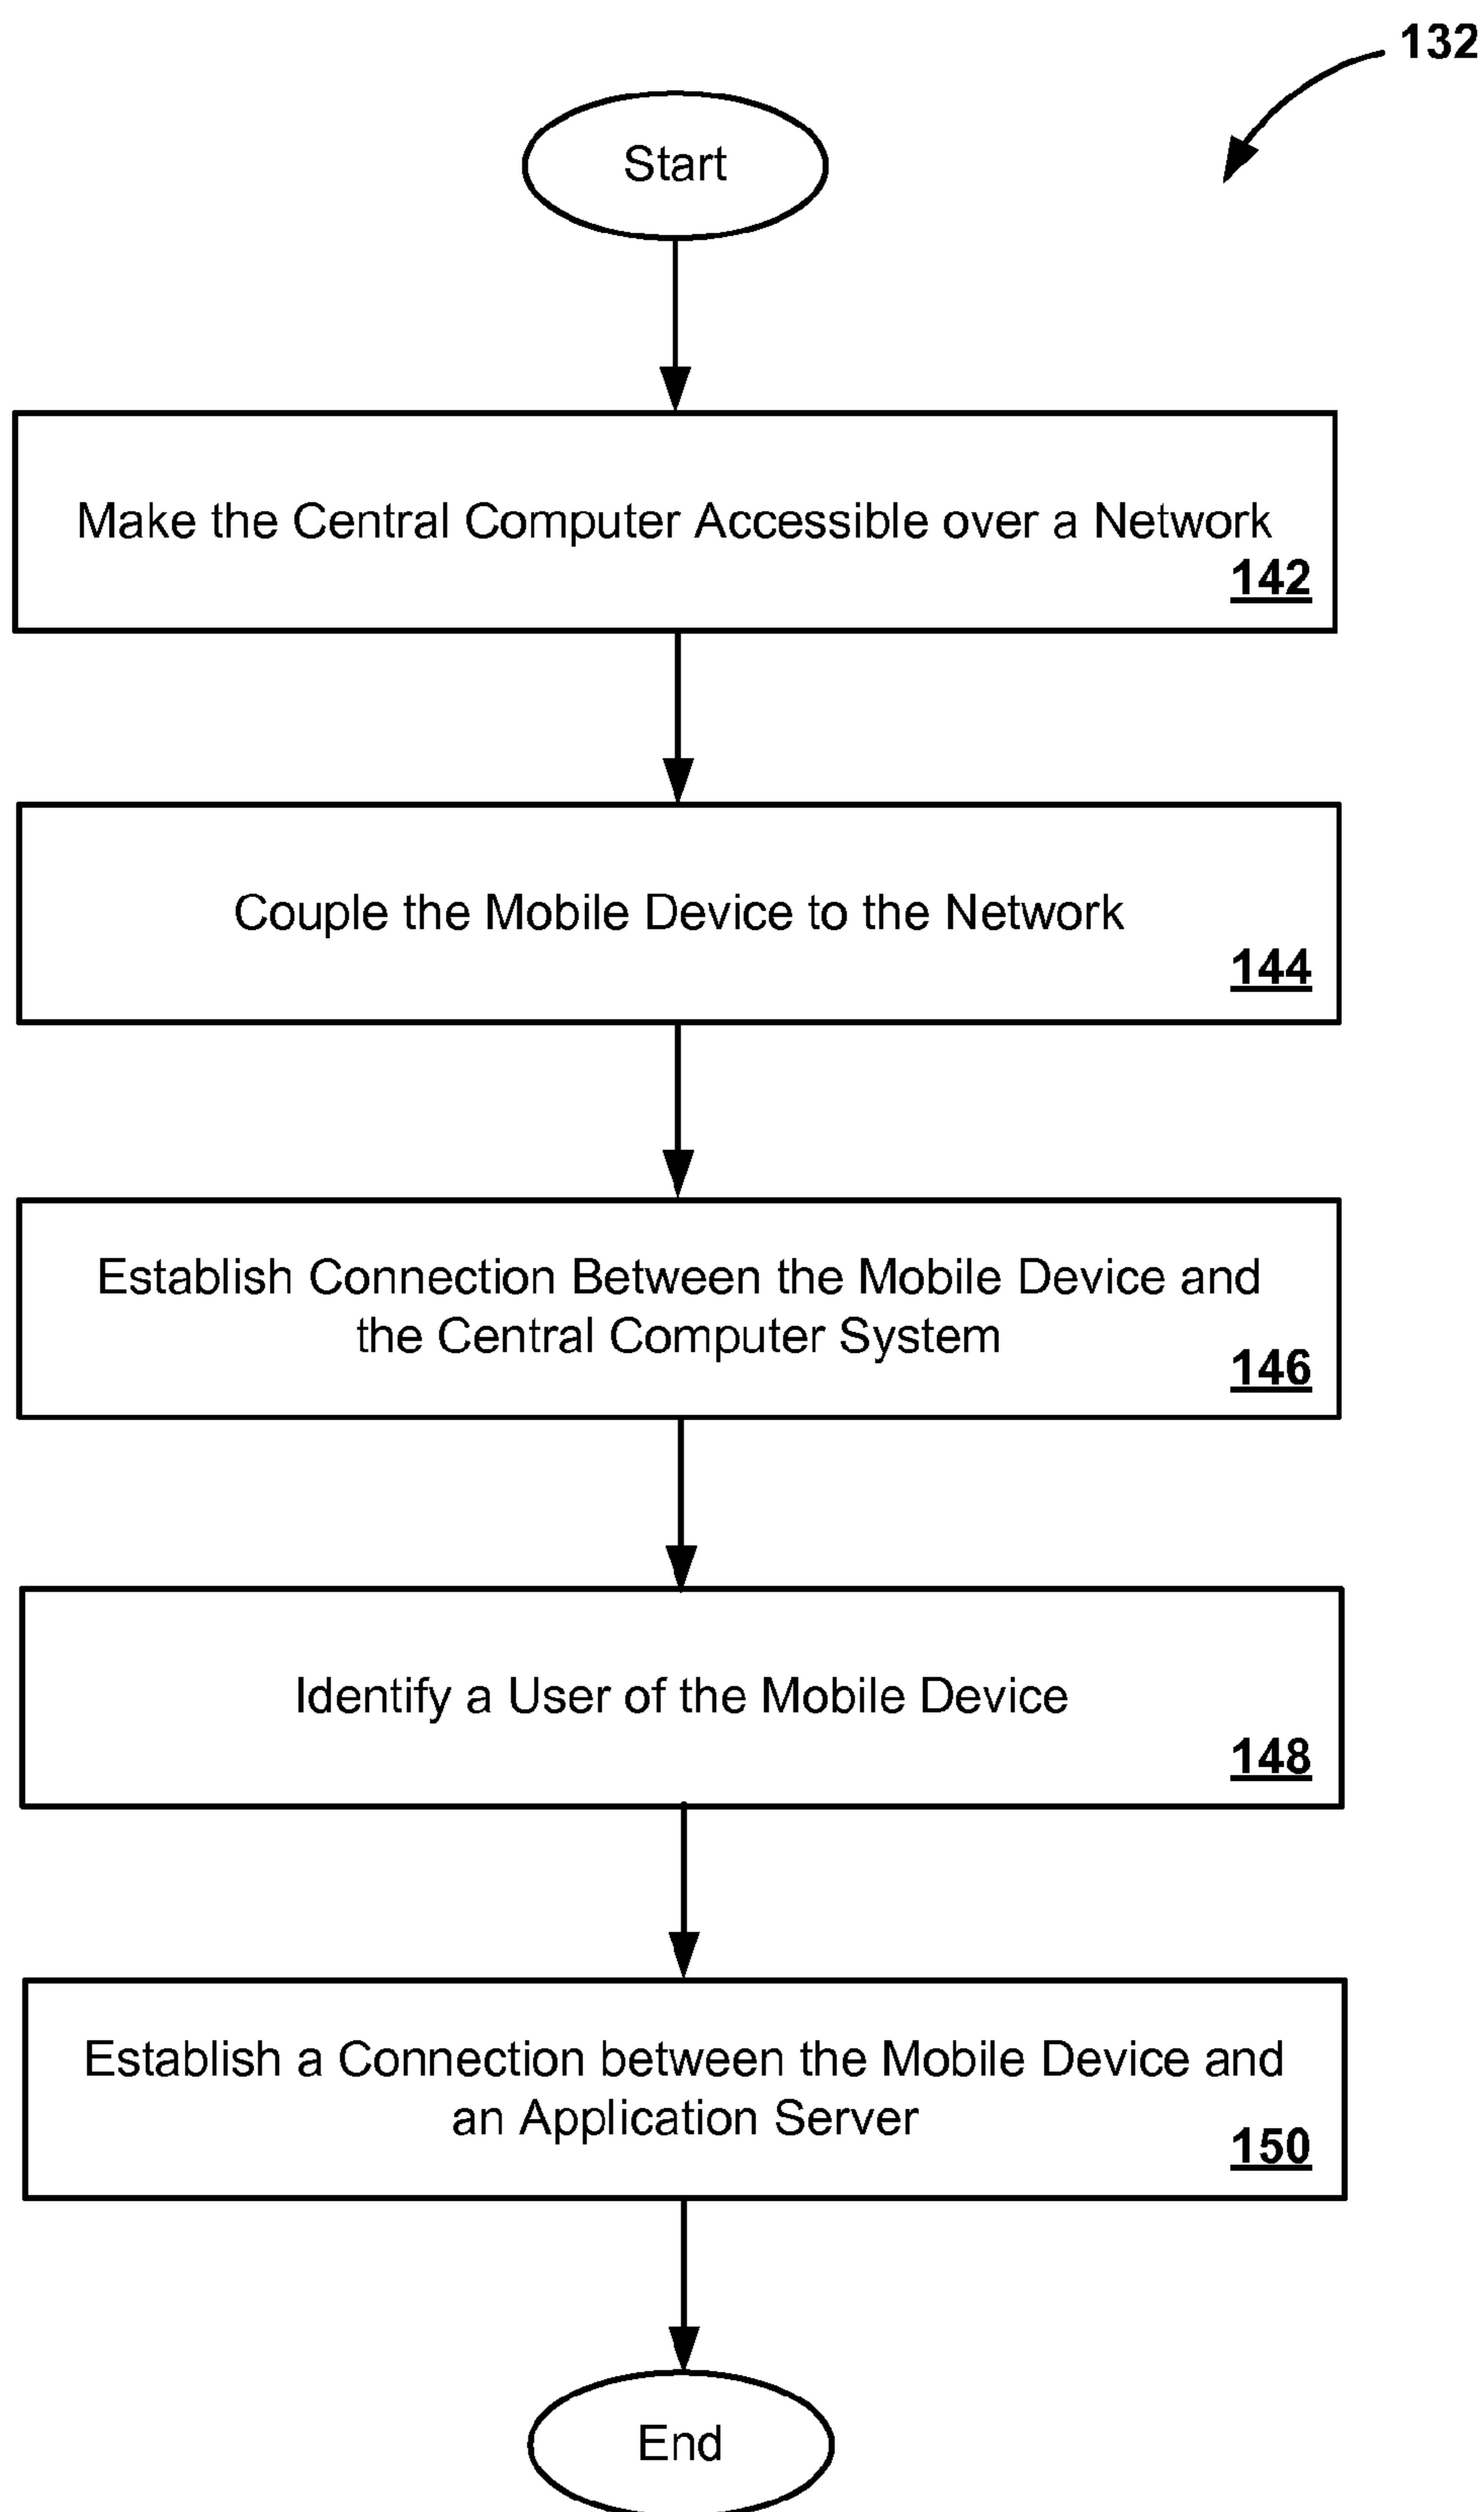 132
Start
Make the Central Computer Accessible over a Network
142
Couple the Mobile Device to the Network
144
Establish Connection Between the Mobile Device and
the Central Computer System
146
Identify a User of the Mobile Device
148
Establish a Connection between the Mobile Device and
an Application Server
150
End